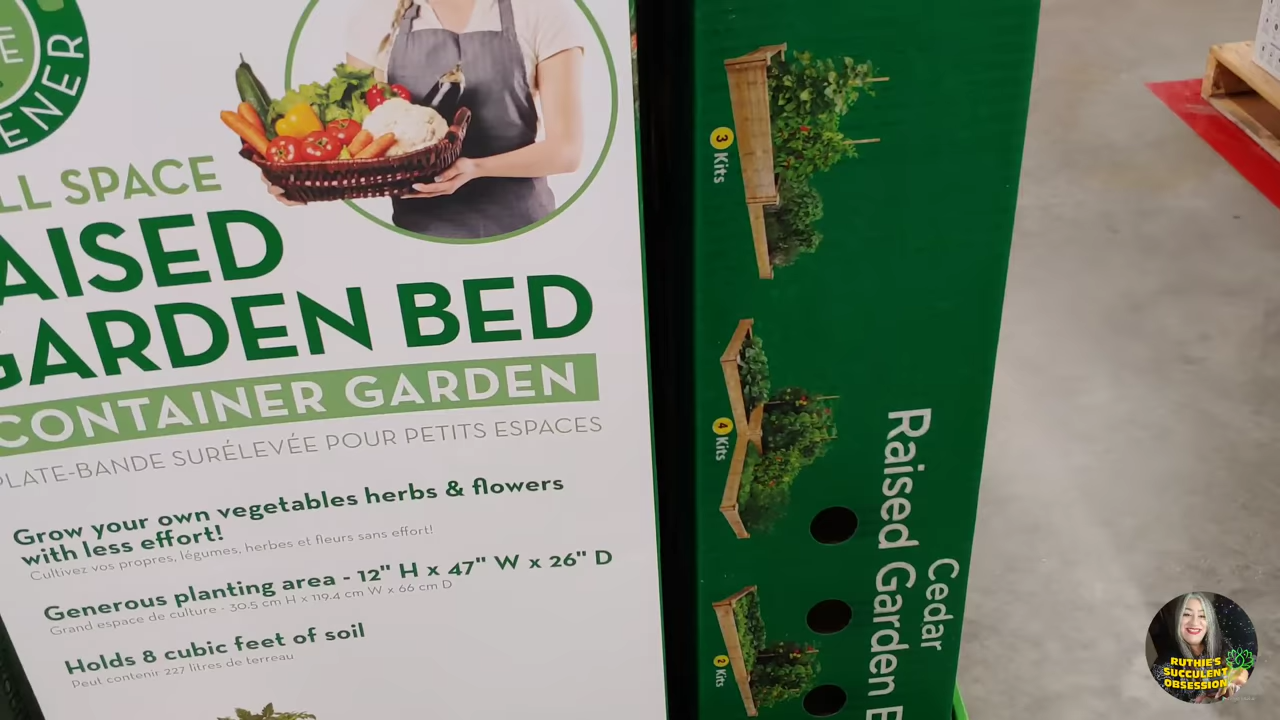 ENER
LL SPACE
AISED
GARDEN BED
CONTAINER GARDEN
PLATE-BANDE SURÉLEVÉE POUR PETITS ESPACES
Grow your own vegetables herbs & flowers
with less effort!
Cultivez vos propres, légumes, herbes et fleurs sans effort!
Generous planting area - 12" H x 47" W x 26" D
Grand espace de culture - 30.5 cm H x 119.4 cm W x 66 cm D
Holds 8 cubic feet of soil
Peut contenir 227 litres de terreau
3 Kits
4 Kits
2 Kits
Cedar
Raised Garden B
RUTHIE'S
SUCCULENT
OBSESSION